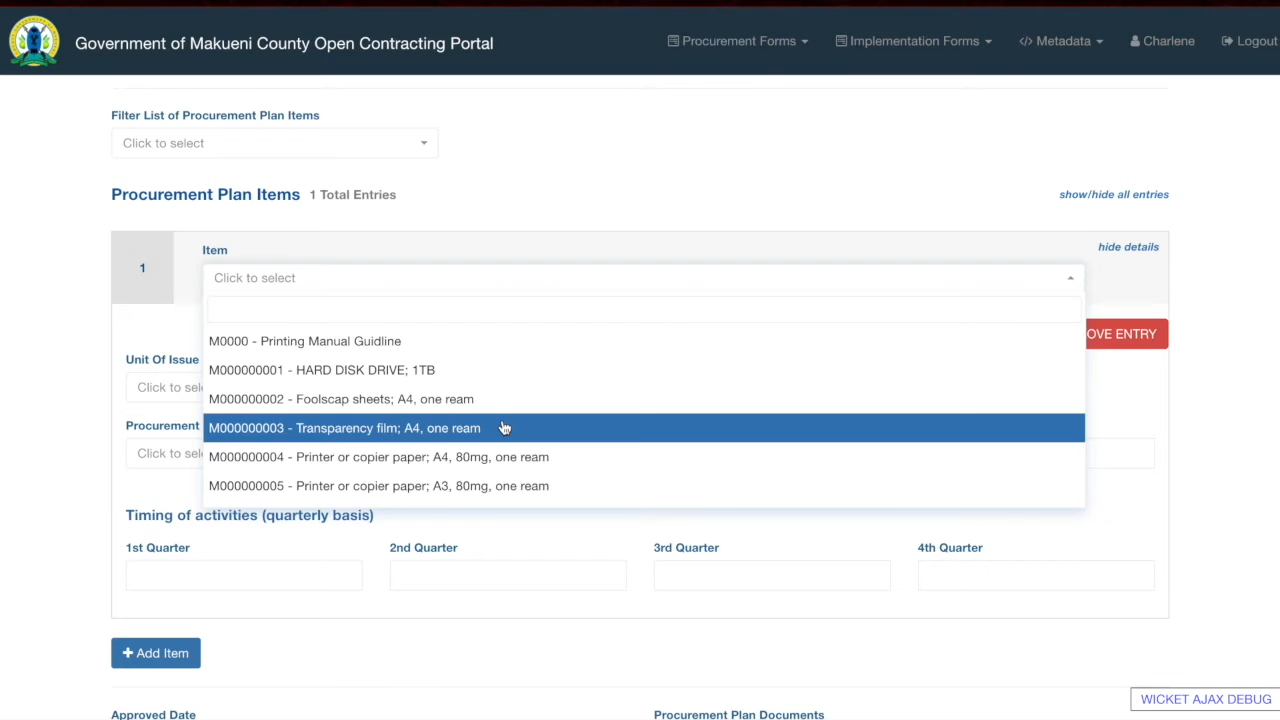 Government of Makueni County Open Contracting Portal
Procurement Forms
Implementation Forms
</> Metadata
Charlene
Logout
Filter List of Procurement Plan Items
Click to select
Procurement Plan Items 1 Total Entries
show/hide all entries
1
Item
hide details
Click to select
M0000 - Printing Manual Guidline
OVE ENTRY
Unit Of Issue
M000000001 - HARD DISK DRIVE; 1TB
Click to sele
M000000002 - Foolscap sheets; A4, one ream
Procurement
M000000003 - Transparency film; A4, one ream
Click to sele
M000000004 - Printer or copier paper; A4, 80mg, one ream
M000000005 - Printer or copier paper; A3, 80mg, one ream
Timing of activities (quarterly basis)
1st Quarter
2nd Quarter
3rd Quarter
4th Quarter
+ Add Item
WICKET AJAX DEBUG
Approved Date
Procurement Plan Documents